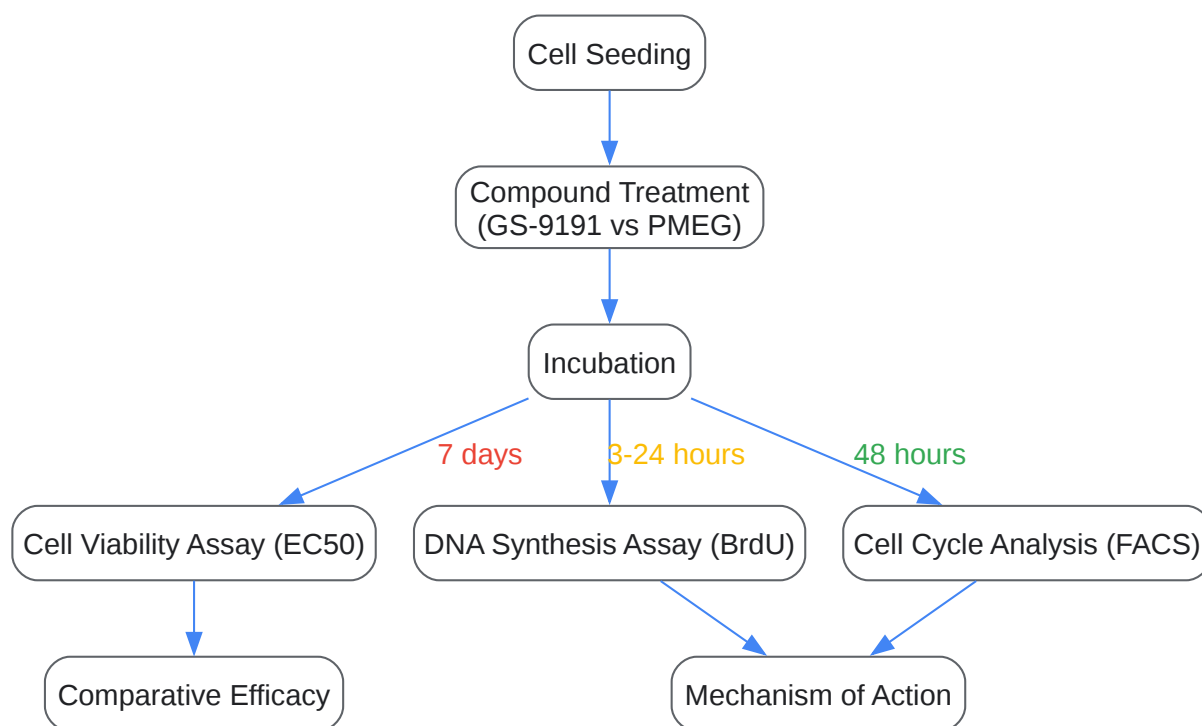 Cell Seeding
Compound Treatment
(GS-9191 vs PMEG)
Incubation
7 days
3-24 hours
48 hours
Cell Viability Assay (EC50)
DNA Synthesis Assay (BrdU)
Cell Cycle Analysis (FACS)
Comparative Efficacy
Mechanism of Action